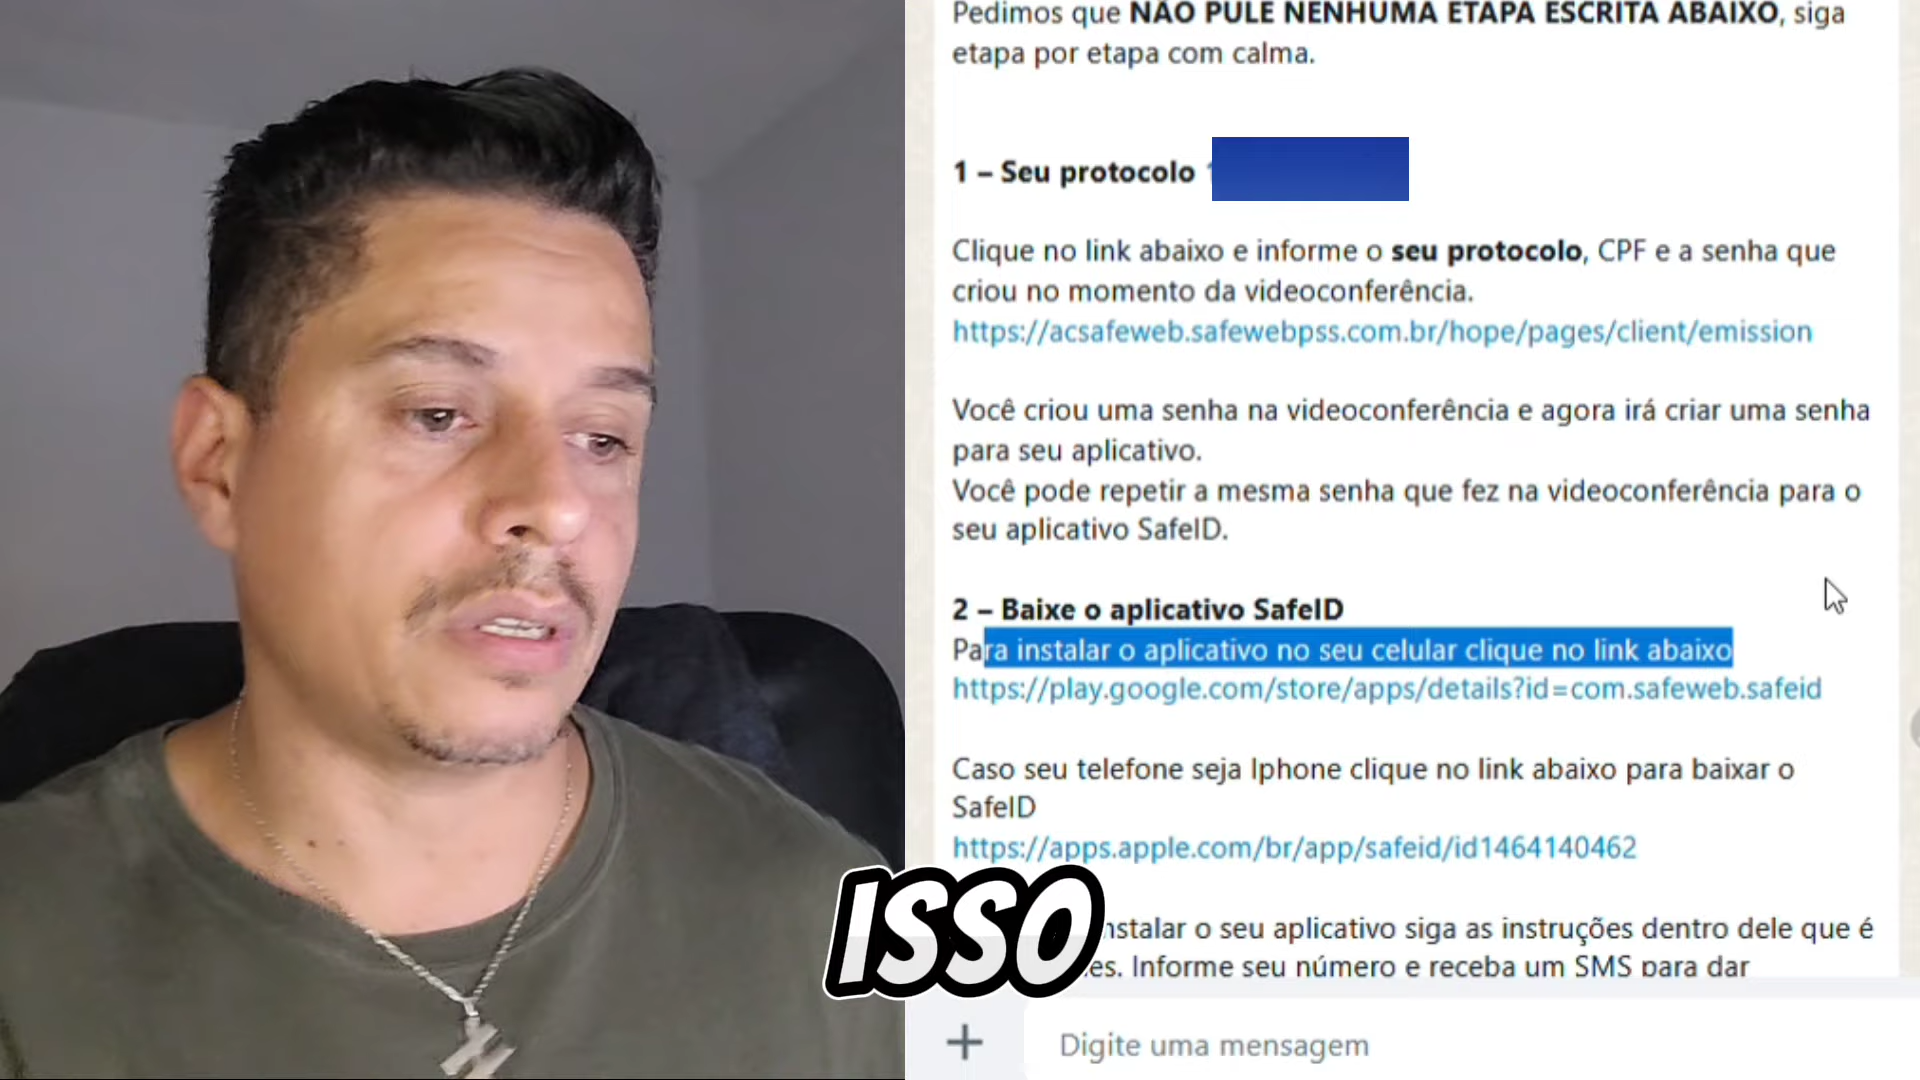 Pedimos que NÃO PULE NENHUMA ETAPA ESCRITA ABAIXO, siga
etapa por etapa com calma.
1 – Seu protocolo
Clique no link abaixo e informe o seu protocolo, CPF e a senha que
criou no momento da videoconferência.
https://acsafeweb.safewebpss.com.br/hope/pages/client/emission
Você criou uma senha na videoconferência e agora irá criar uma senha
para seu aplicativo.
Você pode repetir a mesma senha que fez na videoconferência para o
seu aplicativo SafeID.
2 – Baixe o aplicativo SafeID
Para instalar o aplicativo no seu celular clique no link abaixo
https://play.google.com/store/apps/details?id=com.safeweb.safeid
Caso seu telefone seja Iphone clique no link abaixo para baixar o
SafeID
https://apps.apple.com/br/app/safeid/id1464140462
ISSO
o seu aplicativo siga as instruções dentro dele que é
Informe seu número e receba um SMS para dar
Digite uma mensagem